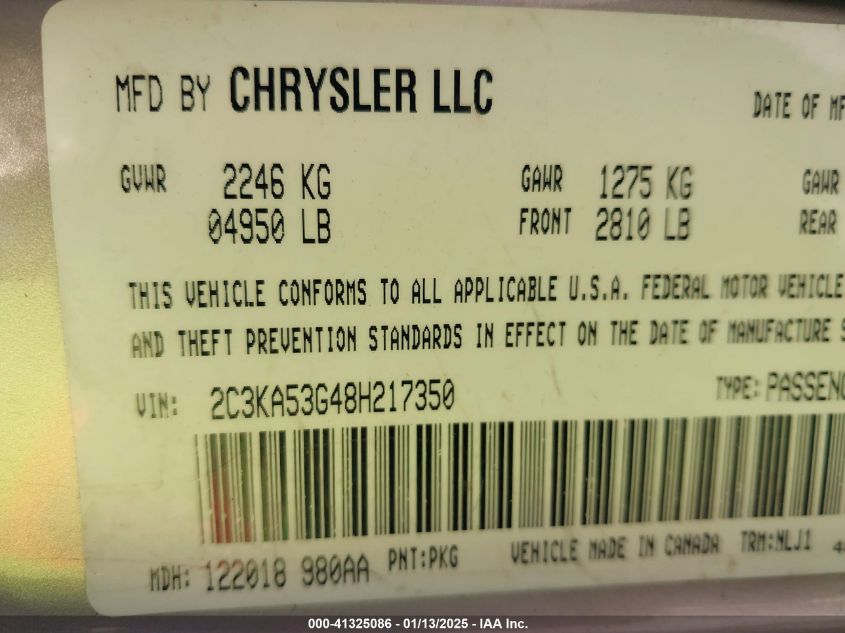 MFD BY CHRYSLER LLC DATE OF MF
GVWR 2246 KG GAWR 1275 KG GAWR
04950 LB FRONT 2810 LB REAR
THIS VEHICLE CONFORMS TO ALL APPLICABLE U.S.A. FEDERAL MOTOR VEHICLE
AND THEFT PREVENTION STANDARDS IN EFFECT ON THE DATE OF MANUFACTURE S
VIN: 2C3KA53G48H217350 TYPE: PASSENG
MDH: 122018 980AA PNT:PKG VEHICLE MADE IN CANADA TRM:NLJ1 4
000-41325086 - 01/13/2025 - IAA Inc.